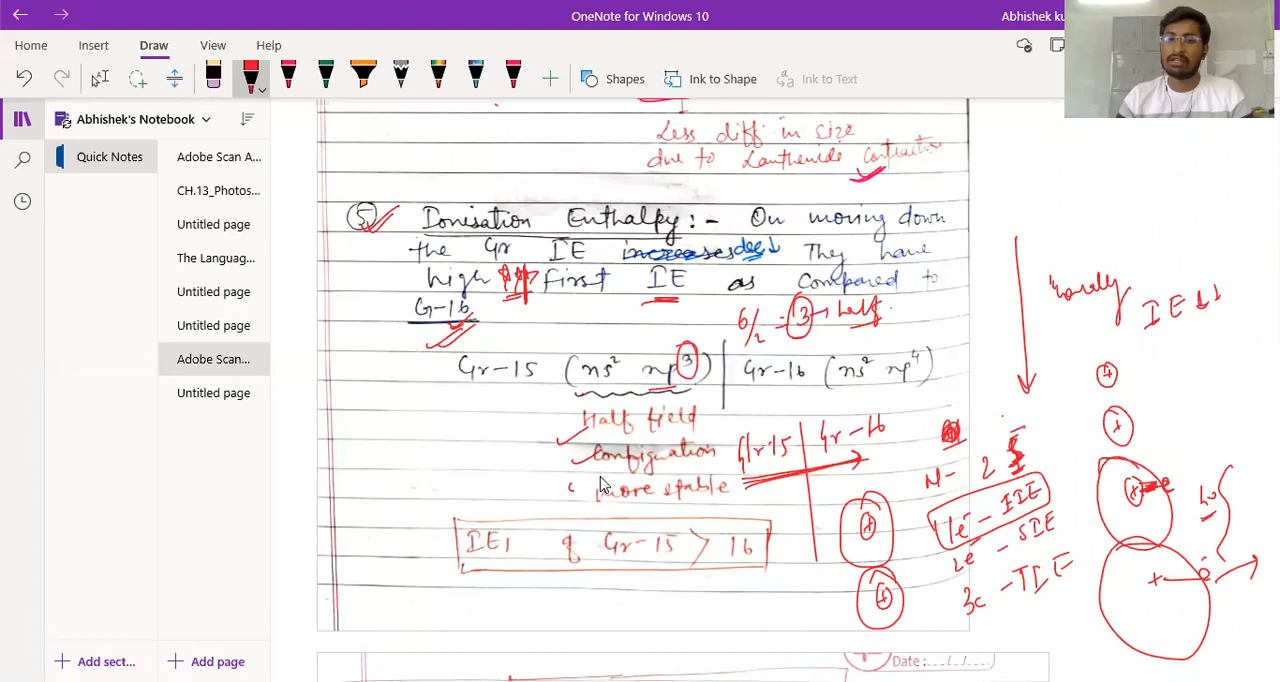 OneNote for Windows 10
Abhishek ku
Home Insert Draw View Help
Shapes Ink to Shape Ink to Text
Abhishek's Notebook
Quick Notes
Adobe Scan A...
CH.13_Photos...
Untitled page
The Languag...
Untitled page
Untitled page
Adobe Scan...
Untitled page
Add sect...
Add page
Less diff in size
due to Lanthenide Contraction
5 Ionisation Enthalpy:- On moving down
the Gr IE increases dec↓ They have
high ↑↑↑ first IE as Compared to
G-16
6/2 = 3 → half
Gr-15 (ns² np³) | Gr-16 (ns² np⁴)
Half field
Configuration
more stable
Gr-15 | Gr-16
IE₁ of Gr-15 > 16
IE↓↓
+
+
+ e
+
+
+
M - 2
1e⁻ - IIE
2e⁻ - SIE
3e - TIE
Date:..../..../....